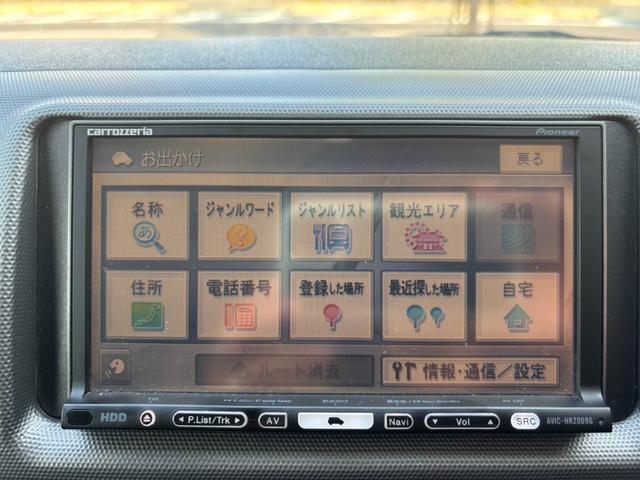 carrozzeria
Pioneer
お出かけ
戻る
名称
ジャンルワード
ジャンルリスト
観光エリア
通信
あ
住所
電話番号
登録した場所
最近探した場所
自宅
ルート消去
情報・通信／設定
HDD
P.List/Trk
AV
Navi
Vol
SRC
AVIC-HRZ009G